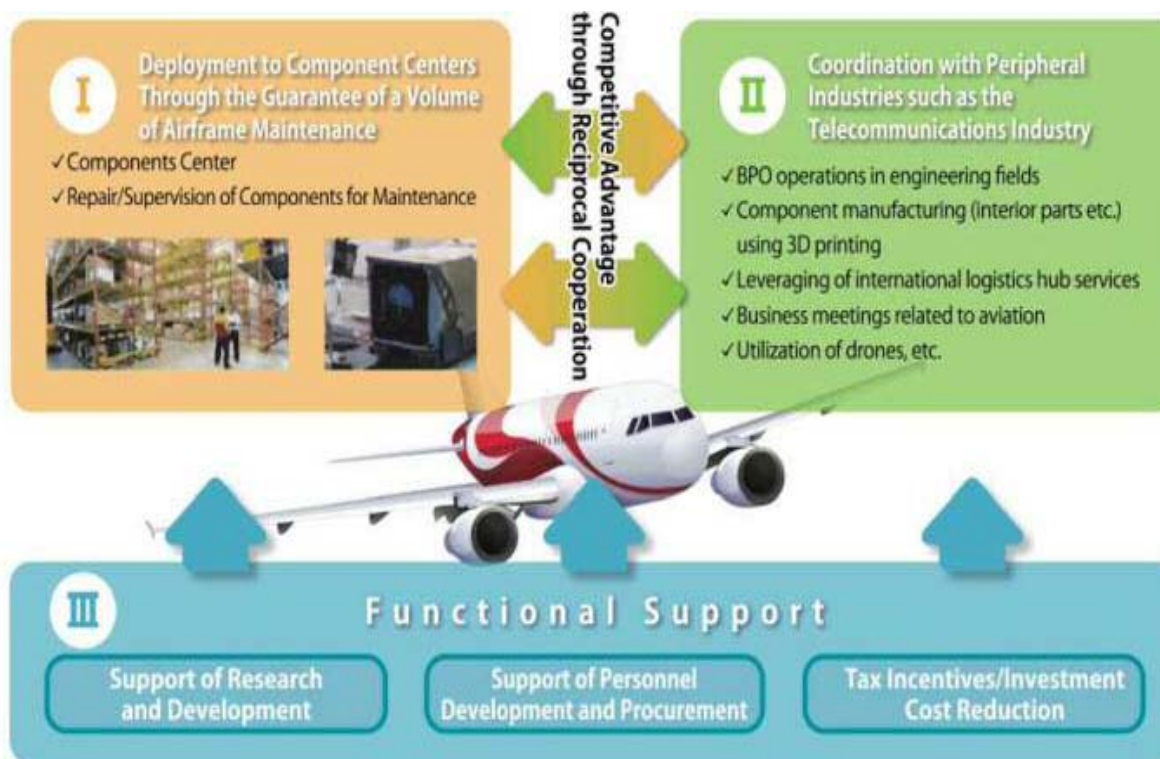 I
Deployment to Component Centers
Through the Guarantee of a Volume
of Airframe Maintenance
✓Components Center
✓Repair/Supervision of Components for Maintenance
Competitive Advantage
through Reciprocal Cooperation
II
Coordination with Peripheral
Industries such as the
Telecommunications Industry
✓BPO operations in engineering fields
✓Component manufacturing (interior parts etc.)
using 3D printing
✓Leveraging of international logistics hub services
✓Business meetings related to aviation
✓Utilization of drones, etc.
III
Functional Support
Support of Research
and Development
Support of Personnel
Development and Procurement
Tax Incentives/Investment
Cost Reduction